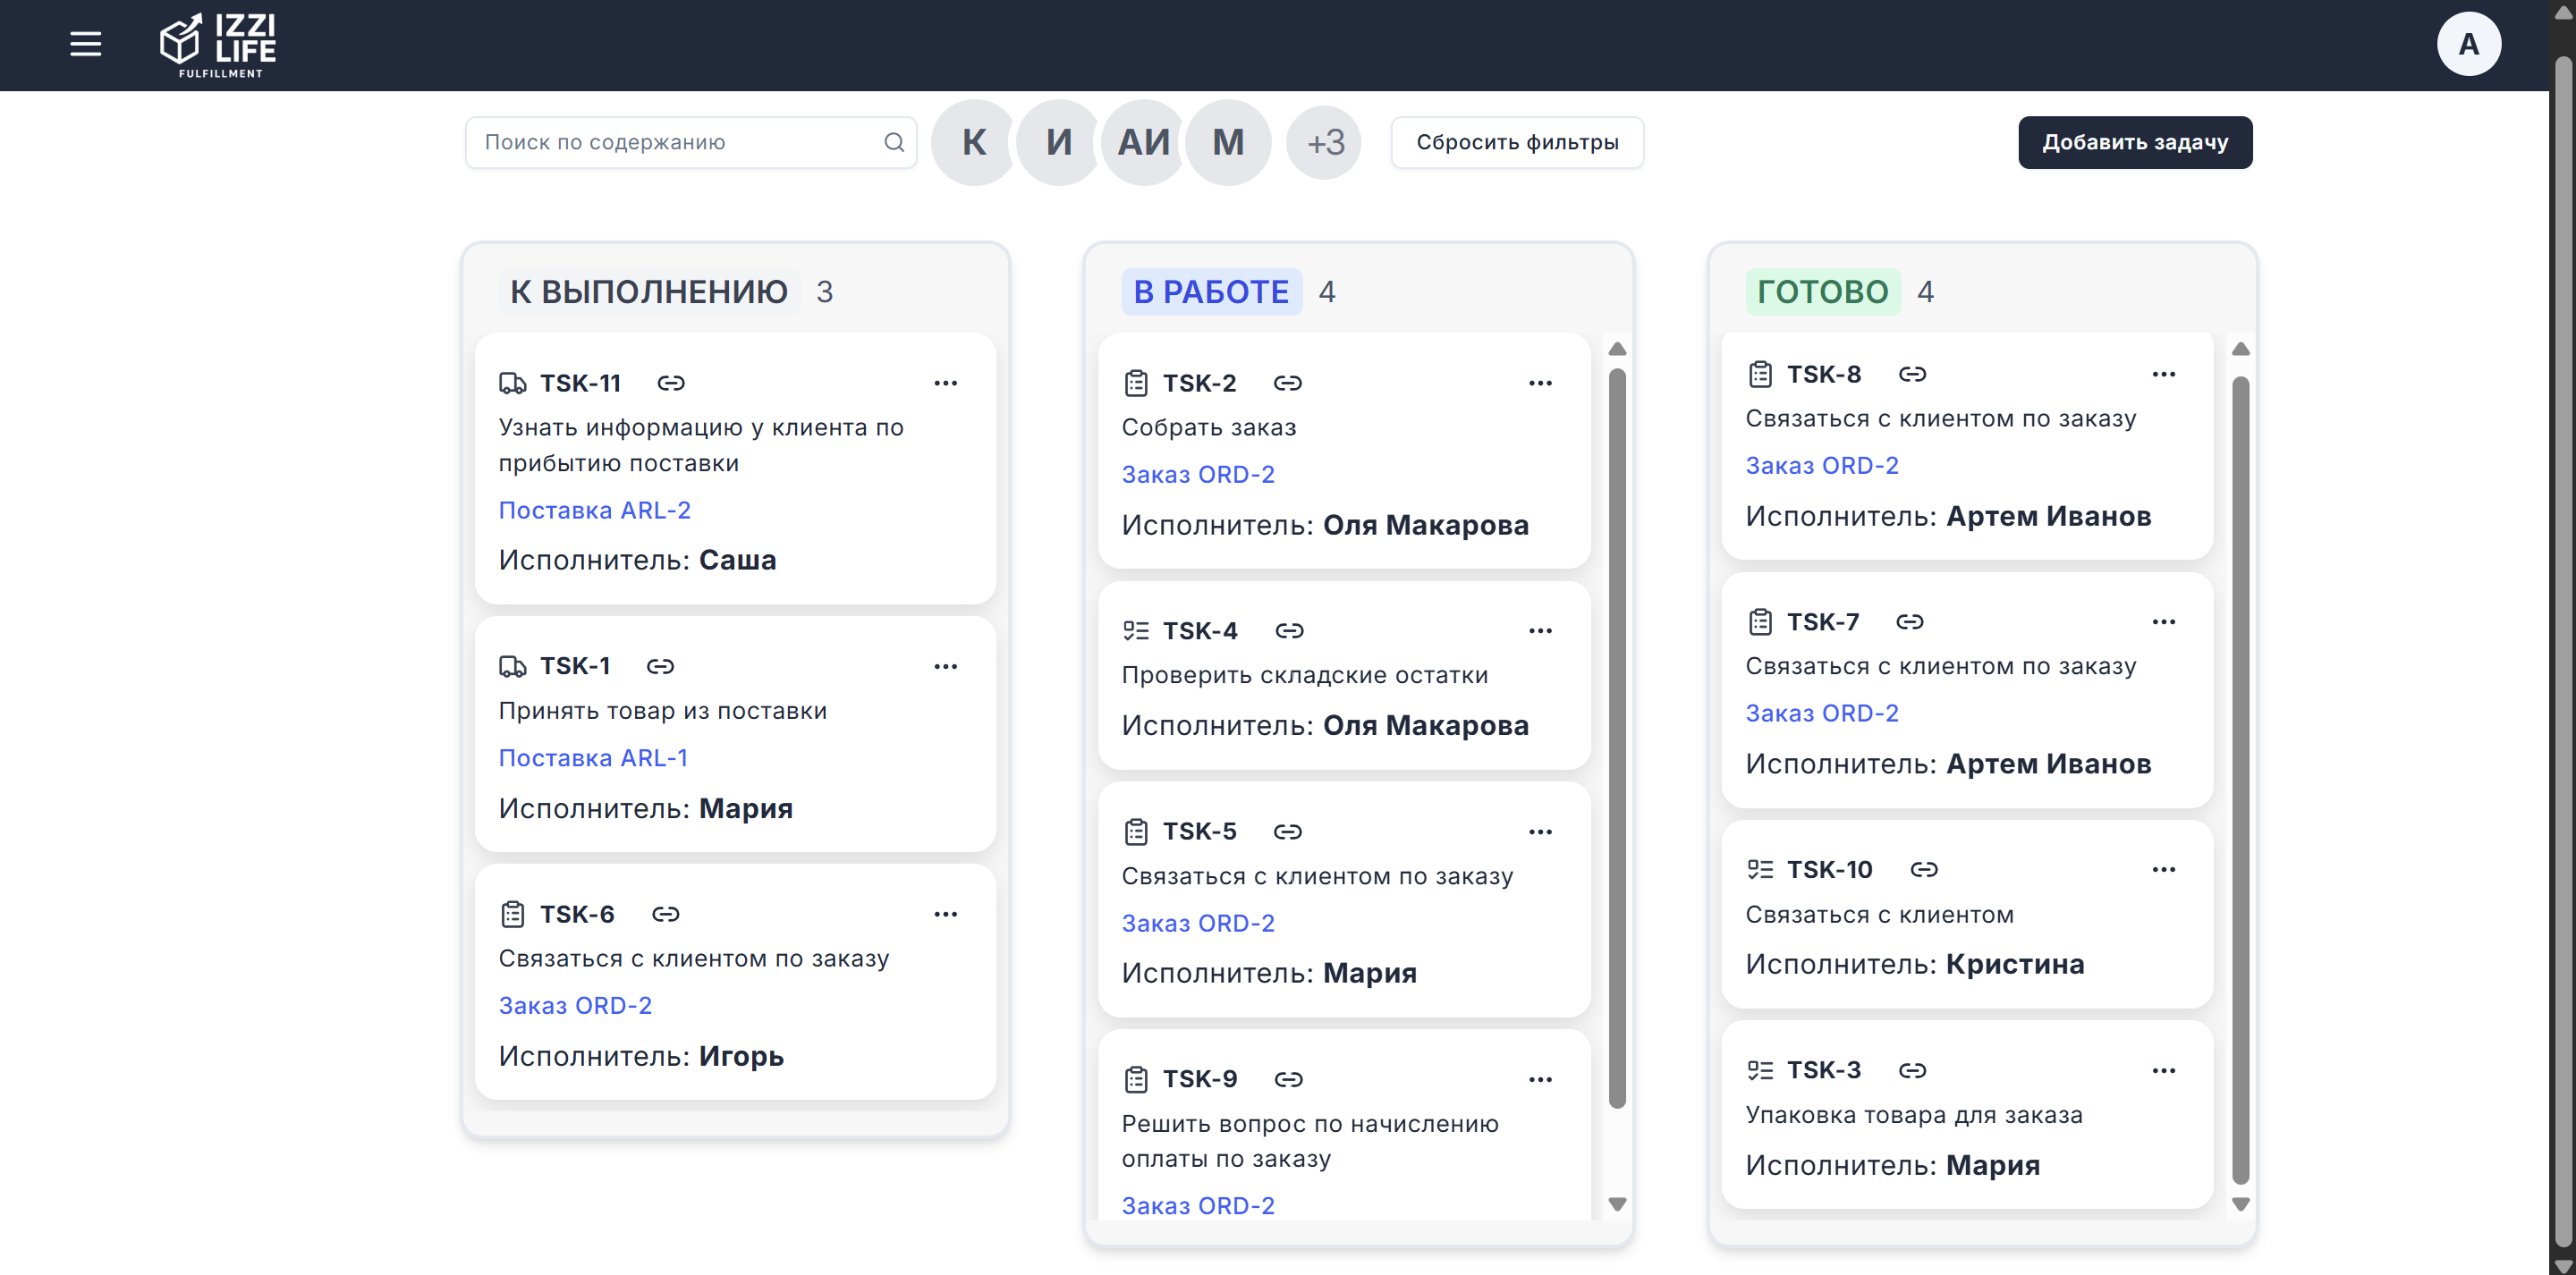 IZZI
LIFE
FULFILLMENT
A
Поиск по содержанию
К
И
АИ
М
+3
Сбросить фильтры
Добавить задачу
К ВЫПОЛНЕНИЮ 3
TSK-11
Узнать информацию у клиента по
прибытию поставки
Поставка ARL-2
Исполнитель: Саша
TSK-1
Принять товар из поставки
Поставка ARL-1
Исполнитель: Мария
TSK-6
Связаться с клиентом по заказу
Заказ ORD-2
Исполнитель: Игорь
В РАБОТЕ 4
TSK-2
Собрать заказ
Заказ ORD-2
Исполнитель: Оля Макарова
TSK-4
Проверить складские остатки
Исполнитель: Оля Макарова
TSK-5
Связаться с клиентом по заказу
Заказ ORD-2
Исполнитель: Мария
TSK-9
Решить вопрос по начислению
оплаты по заказу
Заказ ORD-2
ГОТОВО 4
TSK-8
Связаться с клиентом по заказу
Заказ ORD-2
Исполнитель: Артем Иванов
TSK-7
Связаться с клиентом по заказу
Заказ ORD-2
Исполнитель: Артем Иванов
TSK-10
Связаться с клиентом
Исполнитель: Кристина
TSK-3
Упаковка товара для заказа
Исполнитель: Мария